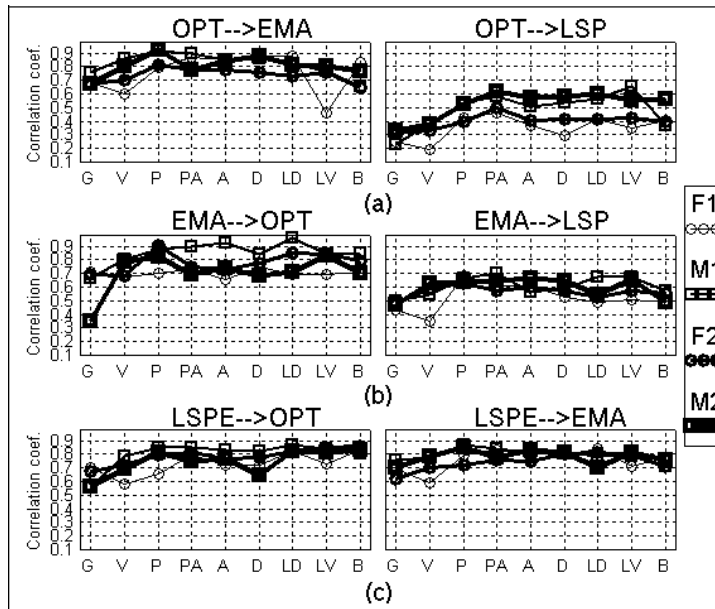 OPT-->EMA
OPT-->LSP
Correlation coef.
0.9
0.8
0.7
0.6
0.5
0.4
0.3
0.2
0.1
G V P PA A D LD LV B
G V P PA A D LD LV B
(a)
EMA-->OPT
EMA-->LSP
Correlation coef.
0.9
0.8
0.7
0.6
0.5
0.4
0.3
0.2
0.1
G V P PA A D LD LV B
G V P PA A D LD LV B
(b)
LSPE-->OPT
LSPE-->EMA
Correlation coef.
0.9
0.8
0.7
0.6
0.5
0.4
0.3
0.2
0.1
G V P PA A D LD LV B
G V P PA A D LD LV B
(c)
F1
M1
F2
M2